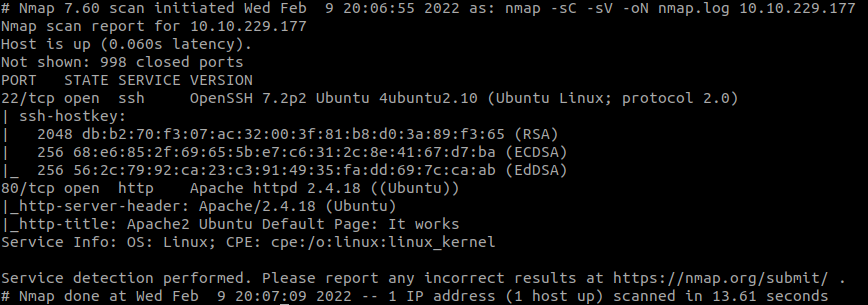 # Nmap 7.60 scan initiated Wed Feb  9 20:06:55 2022 as: nmap -sC -sV -oN nmap.log 10.10.229.177
Nmap scan report for 10.10.229.177
Host is up (0.060s latency).
Not shown: 998 closed ports
PORT   STATE SERVICE VERSION
22/tcp open  ssh     OpenSSH 7.2p2 Ubuntu 4ubuntu2.10 (Ubuntu Linux; protocol 2.0)
| ssh-hostkey:
|   2048 db:b2:70:f3:07:ac:32:00:3f:81:b8:d0:3a:89:f3:65 (RSA)
|   256 68:e6:85:2f:69:65:5b:e7:c6:31:2c:8e:41:67:d7:ba (ECDSA)
|_  256 56:2c:79:92:ca:23:c3:91:49:35:fa:dd:69:7c:ca:ab (EdDSA)
80/tcp open  http    Apache httpd 2.4.18 ((Ubuntu))
|_http-server-header: Apache/2.4.18 (Ubuntu)
|_http-title: Apache2 Ubuntu Default Page: It works
Service Info: OS: Linux; CPE: cpe:/o:linux:linux_kernel

Service detection performed. Please report any incorrect results at https://nmap.org/submit/ .
# Nmap done at Wed Feb  9 20:07:09 2022 -- 1 IP address (1 host up) scanned in 13.61 seconds